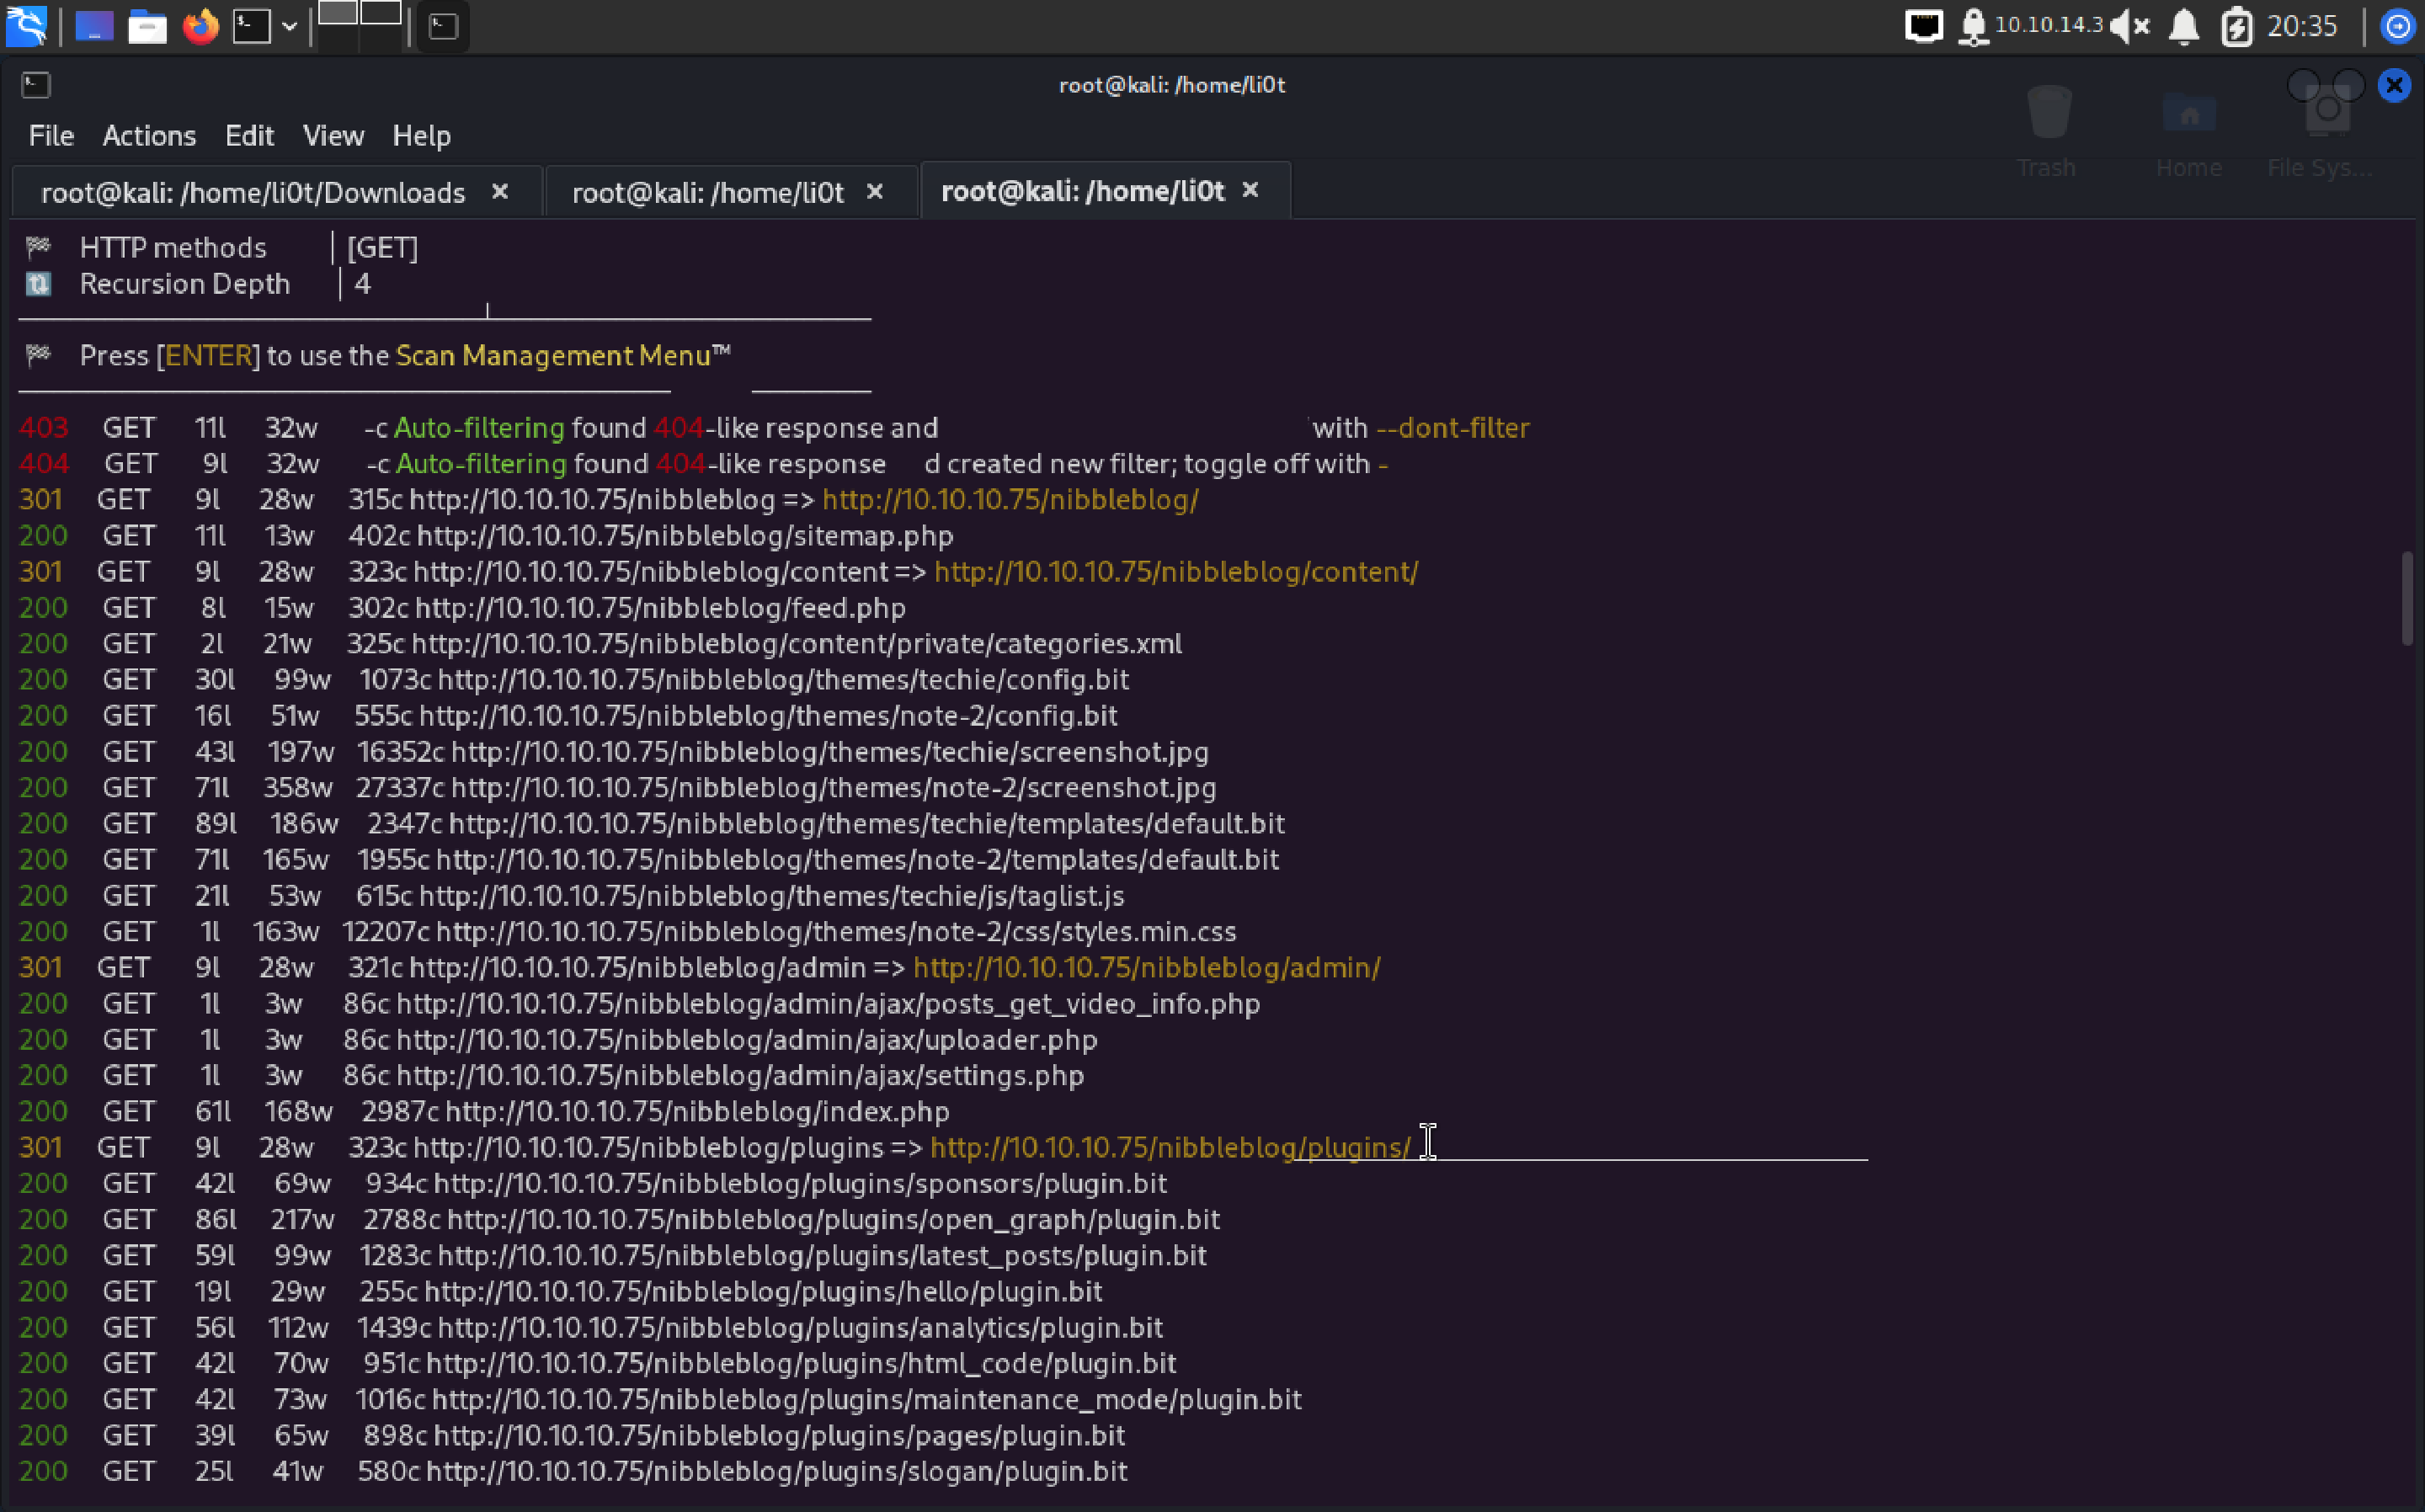 10.10.14.3 20:35
root@kali: /home/li0t
File Actions Edit View Help
Trash Home File Sys...
root@kali: /home/li0t/Downloads × root@kali: /home/li0t × root@kali: /home/li0t ×
HTTP methods │ [GET]
Recursion Depth │ 4
Press [ENTER] to use the Scan Management Menu™
403 GET 11l 32w -c Auto-filtering found 404-like response and with --dont-filter
404 GET 9l 32w -c Auto-filtering found 404-like response d created new filter; toggle off with -
301 GET 9l 28w 315c http://10.10.10.75/nibbleblog => http://10.10.10.75/nibbleblog/
200 GET 11l 13w 402c http://10.10.10.75/nibbleblog/sitemap.php
301 GET 9l 28w 323c http://10.10.10.75/nibbleblog/content => http://10.10.10.75/nibbleblog/content/
200 GET 8l 15w 302c http://10.10.10.75/nibbleblog/feed.php
200 GET 2l 21w 325c http://10.10.10.75/nibbleblog/content/private/categories.xml
200 GET 30l 99w 1073c http://10.10.10.75/nibbleblog/themes/techie/config.bit
200 GET 16l 51w 555c http://10.10.10.75/nibbleblog/themes/note-2/config.bit
200 GET 43l 197w 16352c http://10.10.10.75/nibbleblog/themes/techie/screenshot.jpg
200 GET 71l 358w 27337c http://10.10.10.75/nibbleblog/themes/note-2/screenshot.jpg
200 GET 89l 186w 2347c http://10.10.10.75/nibbleblog/themes/techie/templates/default.bit
200 GET 71l 165w 1955c http://10.10.10.75/nibbleblog/themes/note-2/templates/default.bit
200 GET 21l 53w 615c http://10.10.10.75/nibbleblog/themes/techie/js/taglist.js
200 GET 1l 163w 12207c http://10.10.10.75/nibbleblog/themes/note-2/css/styles.min.css
301 GET 9l 28w 321c http://10.10.10.75/nibbleblog/admin => http://10.10.10.75/nibbleblog/admin/
200 GET 1l 3w 86c http://10.10.10.75/nibbleblog/admin/ajax/posts_get_video_info.php
200 GET 1l 3w 86c http://10.10.10.75/nibbleblog/admin/ajax/uploader.php
200 GET 1l 3w 86c http://10.10.10.75/nibbleblog/admin/ajax/settings.php
200 GET 61l 168w 2987c http://10.10.10.75/nibbleblog/index.php
301 GET 9l 28w 323c http://10.10.10.75/nibbleblog/plugins => http://10.10.10.75/nibbleblog/plugins/
200 GET 42l 69w 934c http://10.10.10.75/nibbleblog/plugins/sponsors/plugin.bit
200 GET 86l 217w 2788c http://10.10.10.75/nibbleblog/plugins/open_graph/plugin.bit
200 GET 59l 99w 1283c http://10.10.10.75/nibbleblog/plugins/latest_posts/plugin.bit
200 GET 19l 29w 255c http://10.10.10.75/nibbleblog/plugins/hello/plugin.bit
200 GET 56l 112w 1439c http://10.10.10.75/nibbleblog/plugins/analytics/plugin.bit
200 GET 42l 70w 951c http://10.10.10.75/nibbleblog/plugins/html_code/plugin.bit
200 GET 42l 73w 1016c http://10.10.10.75/nibbleblog/plugins/maintenance_mode/plugin.bit
200 GET 39l 65w 898c http://10.10.10.75/nibbleblog/plugins/pages/plugin.bit
200 GET 25l 41w 580c http://10.10.10.75/nibbleblog/plugins/slogan/plugin.bit